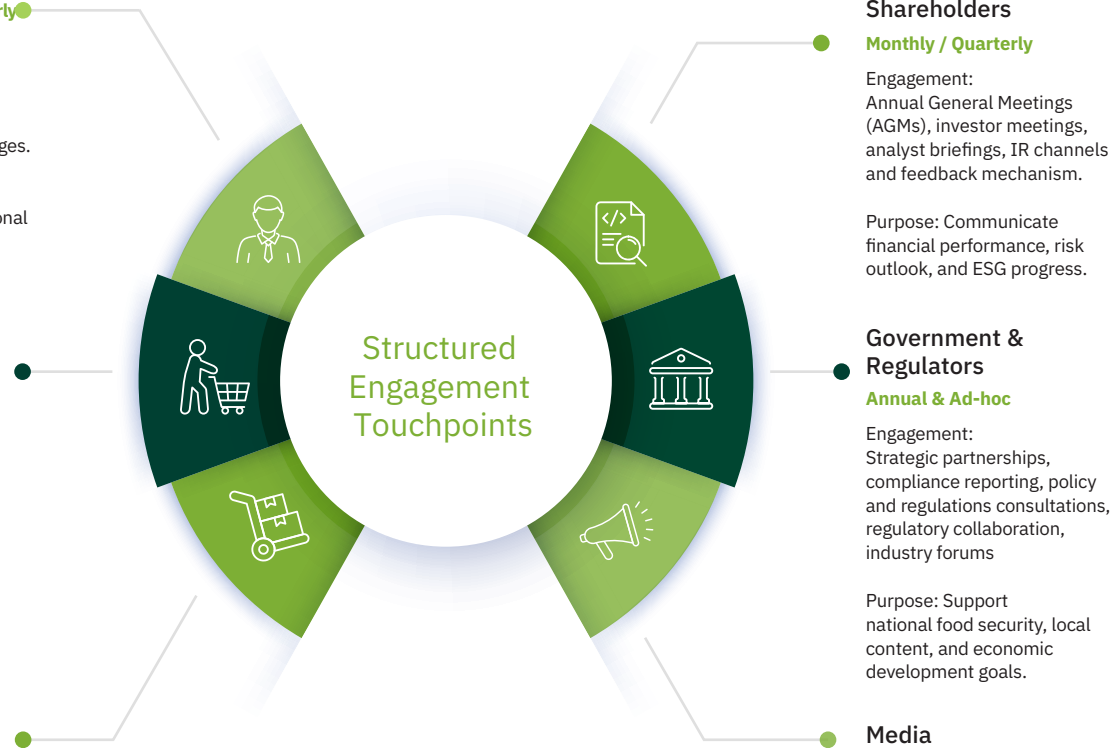 rly
ges.
onal
Structured
Engagement
Touchpoints
Shareholders
Monthly / Quarterly
Engagement:
Annual General Meetings
(AGMs), investor meetings,
analyst briefings, IR channels
and feedback mechanism.
Purpose: Communicate
financial performance, risk
outlook, and ESG progress.
Government &
Regulators
Annual & Ad-hoc
Engagement:
Strategic partnerships,
compliance reporting, policy
and regulations consultations,
regulatory collaboration,
industry forums
Purpose: Support
national food security, local
content, and economic
development goals.
Media